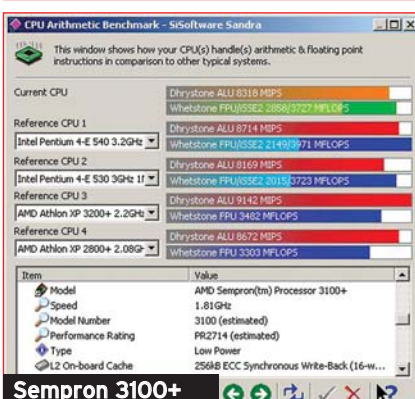 CPU Arithmetic Benchmark - SiSoftware Sandra
This window shows how your CPU(s) handle(s) arithmetic & floating point
instructions in comparison to other typical systems.
Current CPU
Dhrystone ALU 8318 MIPS
Whetstone FPU/iSSE2 2858/3727 MFLOPS
Reference CPU 1
Intel Pentium 4-E 540 3.2GHz
Dhrystone ALU 8714 MIPS
Whetstone FPU/iSSE2 2149/3971 MFLOPS
Reference CPU 2
Intel Pentium 4-E 530 3GHz 1M
Dhrystone ALU 8169 MIPS
Whetstone FPU/iSSE2 2015/3723 MFLOPS
Reference CPU 3
AMD Athlon XP 3200+ 2.2GHz
Dhrystone ALU 9142 MIPS
Whetstone FPU 3482 MFLOPS
Reference CPU 4
AMD Athlon XP 2800+ 2.08GH
Dhrystone ALU 8672 MIPS
Whetstone FPU 3303 MFLOPS
Item Value
Model AMD Sempron(tm) Processor 3100+
Speed 1.81GHz
Model Number 3100 (estimated)
Performance Rating PR2714 (estimated)
Type Low Power
L2 On-board Cache 256kB ECC Synchronous Write-Back (16-w...
Sempron 3100+